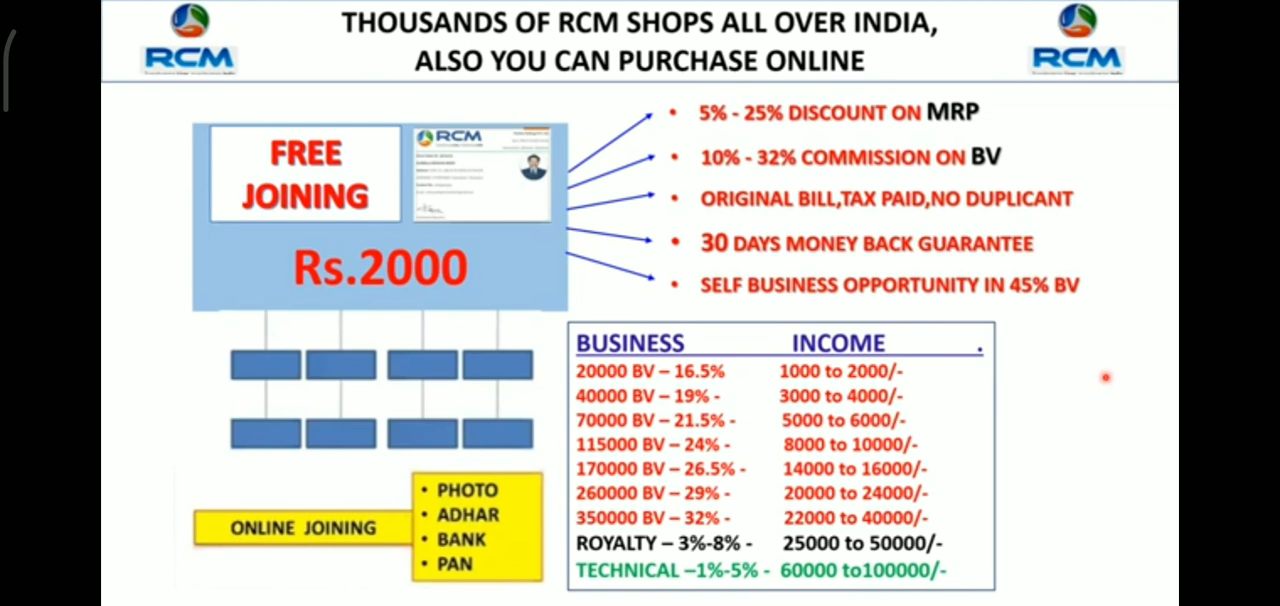 THOUSANDS OF RCM SHOPS ALL OVER INDIA,
ALSO YOU CAN PURCHASE ONLINE
RCM
RCM
FREE
JOINING
RCM
Rs.2000
• 5% - 25% DISCOUNT ON MRP
• 10% - 32% COMMISSION ON BV
• ORIGINAL BILL,TAX PAID,NO DUPLICANT
• 30 DAYS MONEY BACK GUARANTEE
• SELF BUSINESS OPPORTUNITY IN 45% BV
BUSINESS INCOME .
20000 BV – 16.5% 1000 to 2000/-
40000 BV – 19% - 3000 to 4000/-
70000 BV – 21.5% - 5000 to 6000/-
115000 BV – 24% - 8000 to 10000/-
170000 BV – 26.5% - 14000 to 16000/-
260000 BV – 29% - 20000 to 24000/-
350000 BV – 32% - 22000 to 40000/-
ROYALTY – 3%-8% - 25000 to 50000/-
TECHNICAL –1%-5% - 60000 to100000/-
ONLINE JOINING
• PHOTO
• ADHAR
• BANK
• PAN